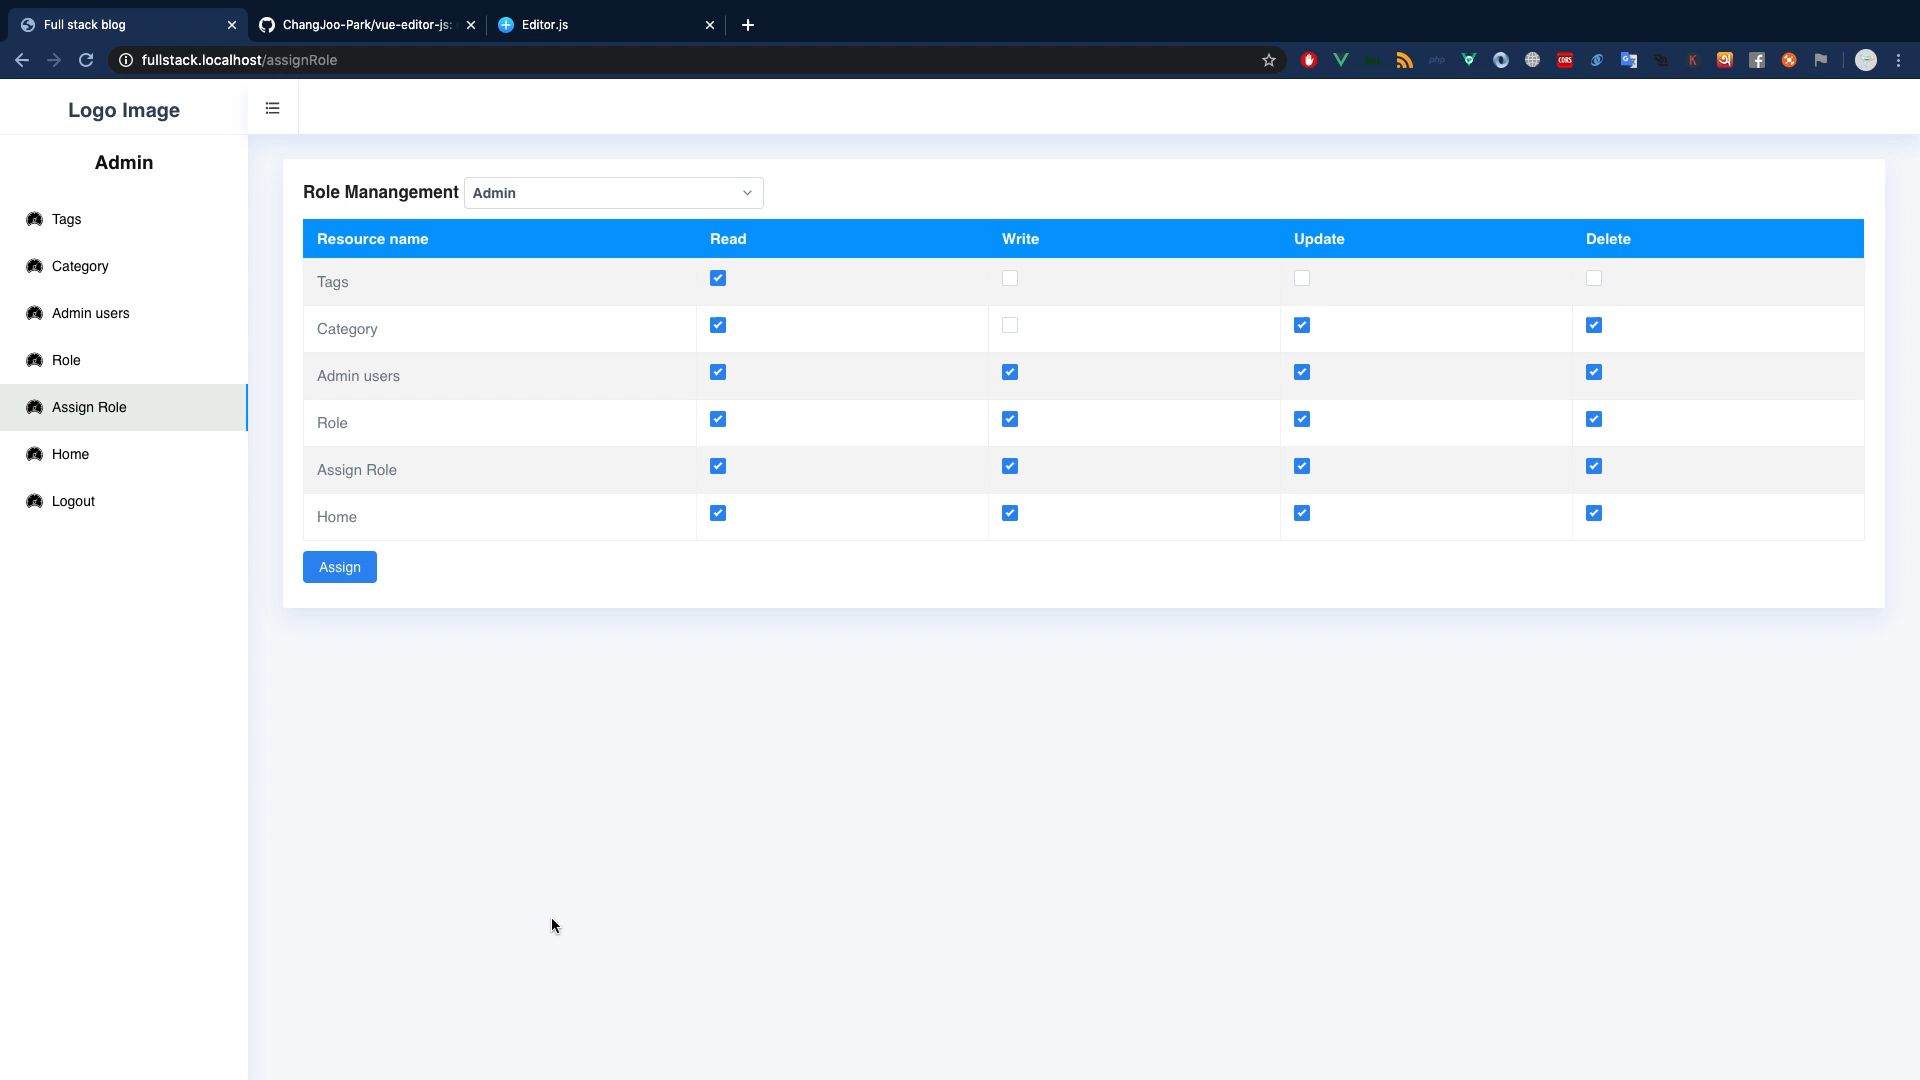 Full stack blog
ChangJoo-Park/vue-editor-js:
Editor.js
fullstack.localhost/assignRole
php
CORS
K
Logo Image
Admin
Role Manangement Admin
Resource name Read Write Update Delete
Tags
Tags
Category
Category
Admin users
Admin users
Role
Role
Assign Role
Assign Role
Home
Home
Logout
Assign